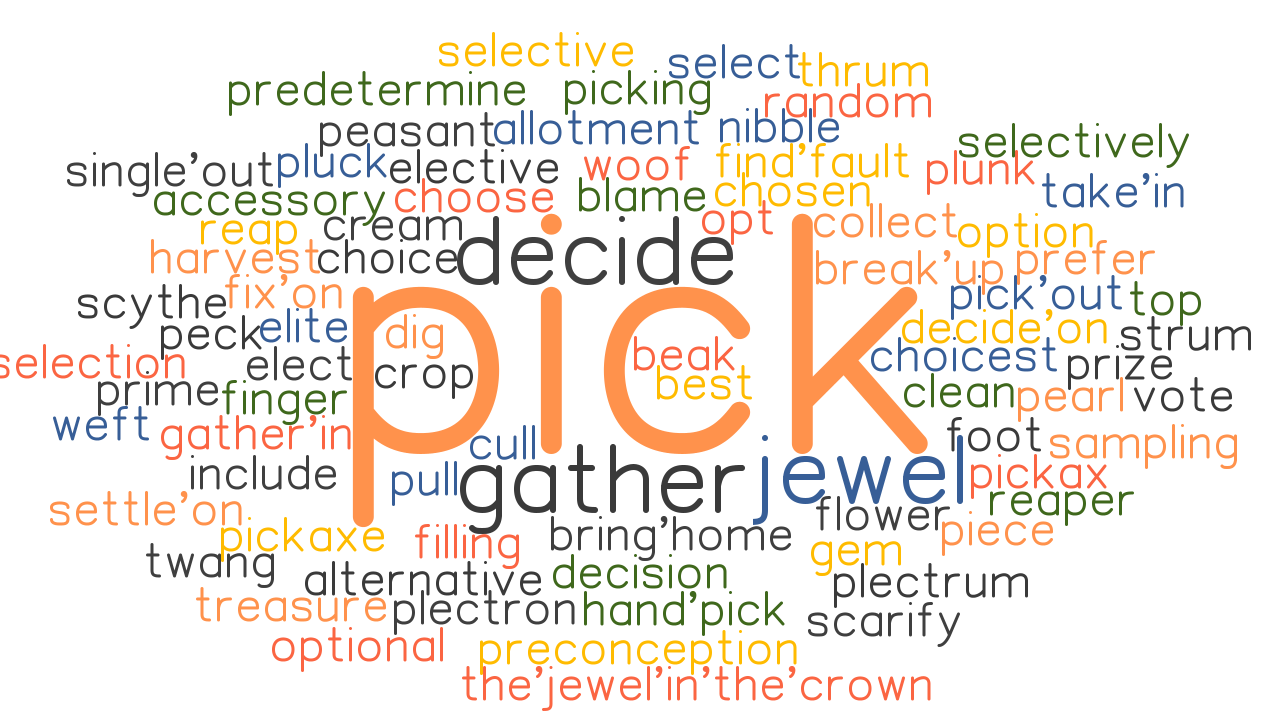 selective
select
thrum
predetermine
picking
random
peasant
allotment
nibble
selectively
single'out
pluck
elective
woof
find'fault
plunk
accessory
choose
blame
chosen
take'in
reap
cream
decide
opt
collect
option
harvest
choice
break'up
prefer
scythe
fix'on
pick
pick'out
top
peck
elite
dig
decide'on
strum
selection
elect
crop
beak
best
choicest
prize
prime
finger
clean
pearl
vote
weft
gather'in
cull
foot
sampling
include
pull
gather
jewel
pickax
settle'on
reaper
pickaxe
filling
bring'home
flower
piece
twang
alternative
decision
gem
plectrum
treasure
plectron
hand'pick
scarify
optional
preconception
the'jewel'in'the'crown